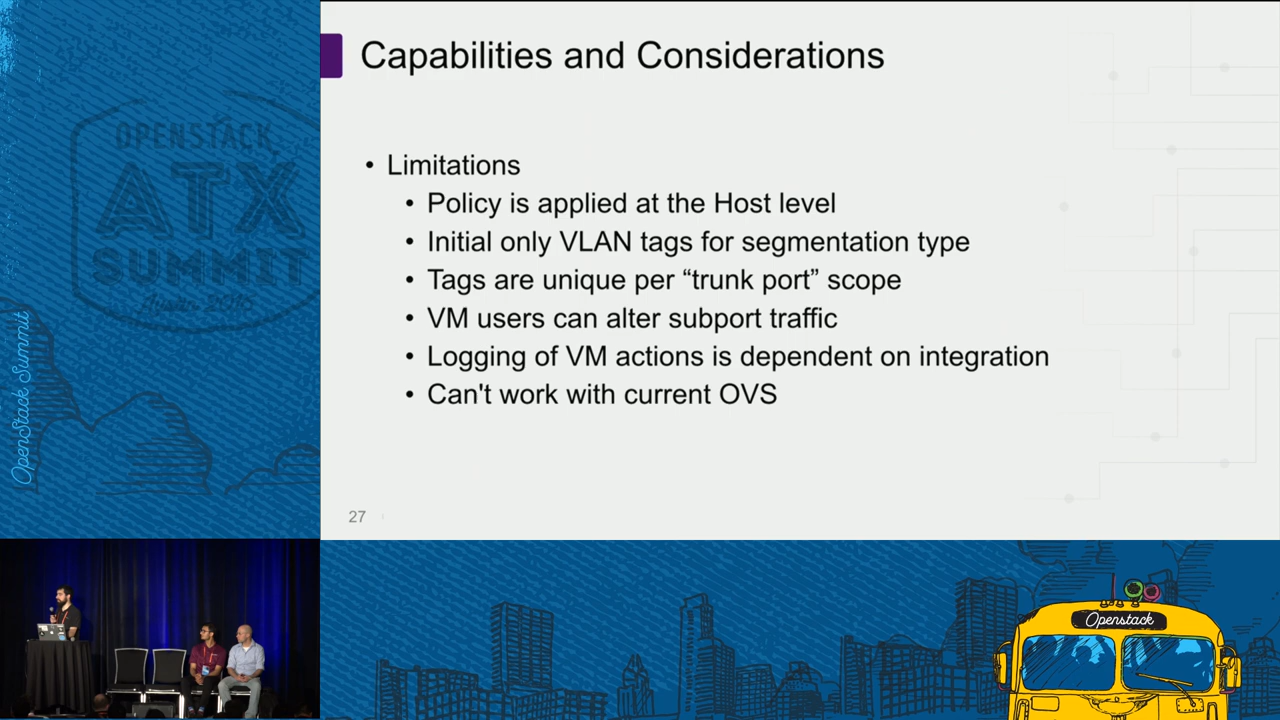 Capabilities and Considerations
• Limitations
• Policy is applied at the Host level
• Initial only VLAN tags for segmentation type
• Tags are unique per “trunk port” scope
• VM users can alter subport traffic
• Logging of VM actions is dependent on integration
• Can't work with current OVS
27
OPENSTACK
ATX
SUMMIT
Austin 2016
OpenStack Summit
Openstack